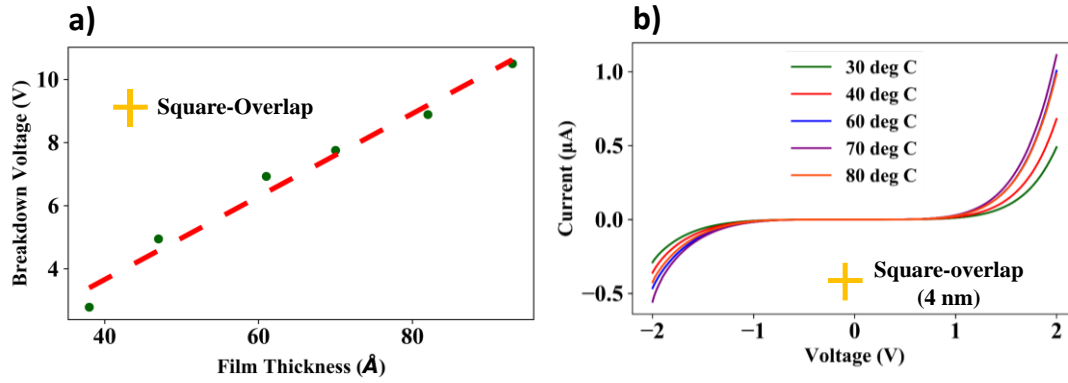 a)
Breakdown Voltage (V)
10
8
6
4
Square-Overlap
40
60
80
Film Thickness (Å)
b)
Current (µA)
1.0
0.5
0.0
−0.5
30 deg C
40 deg C
60 deg C
70 deg C
80 deg C
Square-overlap
(4 nm)
−2
−1
0
1
2
Voltage (V)